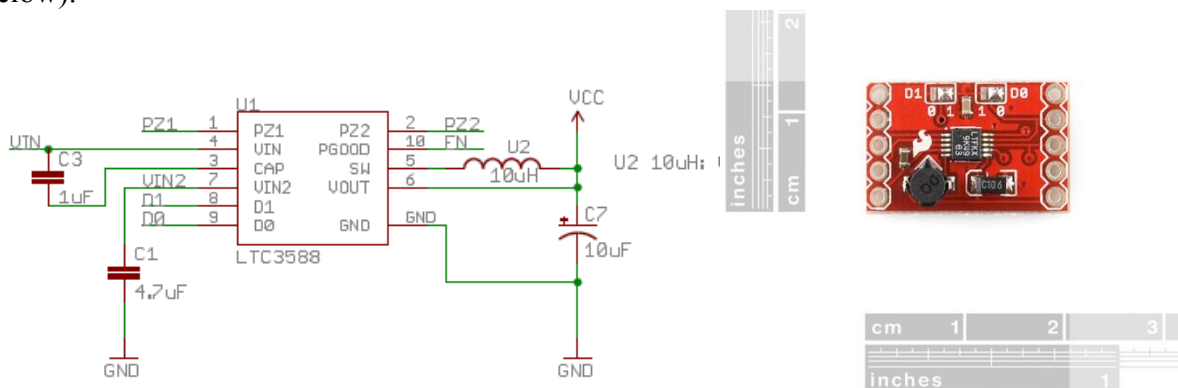 elow).
U1
PZ1 1 PZ1 PZ2 2 PZ2
VIN 4 VIN PGOOD 10 FN
3 CAP SW 5
VIN2 7 VIN2 VOUT 6
D1 8 D1
D0 9 D0 GND GND
LTC3588
C3
1uF
C1
4.7uF
GND
U2
10uH
VCC
C7
10uF
GND
U2 10uH:
inches
cm 1 2
D1 D0
0 1 1 0
LTFKX
C106
cm 1 2 3
inches 1